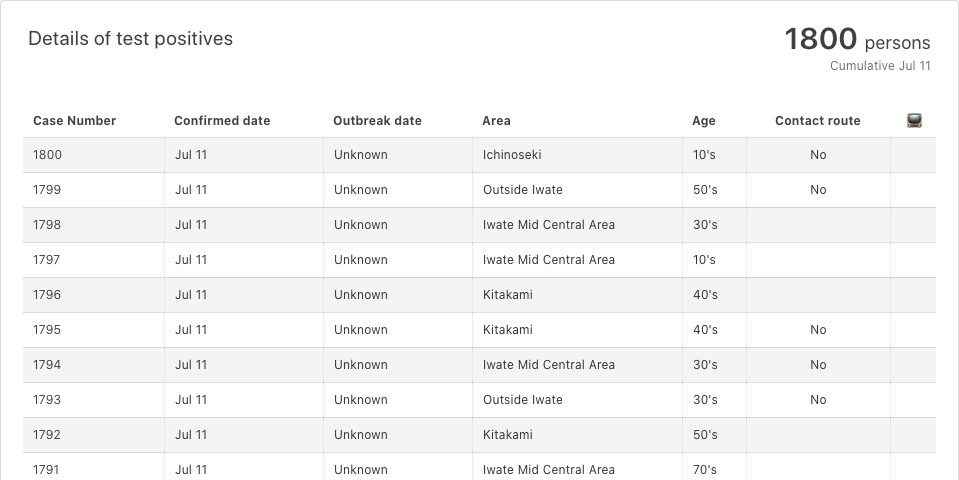 Details of test positives
1800 persons
Cumulative Jul 11
Case Number Confirmed date Outbreak date Area Age Contact route
1800 Jul 11 Unknown Ichinoseki 10's No
1799 Jul 11 Unknown Outside Iwate 50's No
1798 Jul 11 Unknown Iwate Mid Central Area 30's
1797 Jul 11 Unknown Iwate Mid Central Area 10's
1796 Jul 11 Unknown Kitakami 40's
1795 Jul 11 Unknown Kitakami 40's No
1794 Jul 11 Unknown Iwate Mid Central Area 30's No
1793 Jul 11 Unknown Outside Iwate 30's No
1792 Jul 11 Unknown Kitakami 50's
1791 Jul 11 Unknown Iwate Mid Central Area 70's